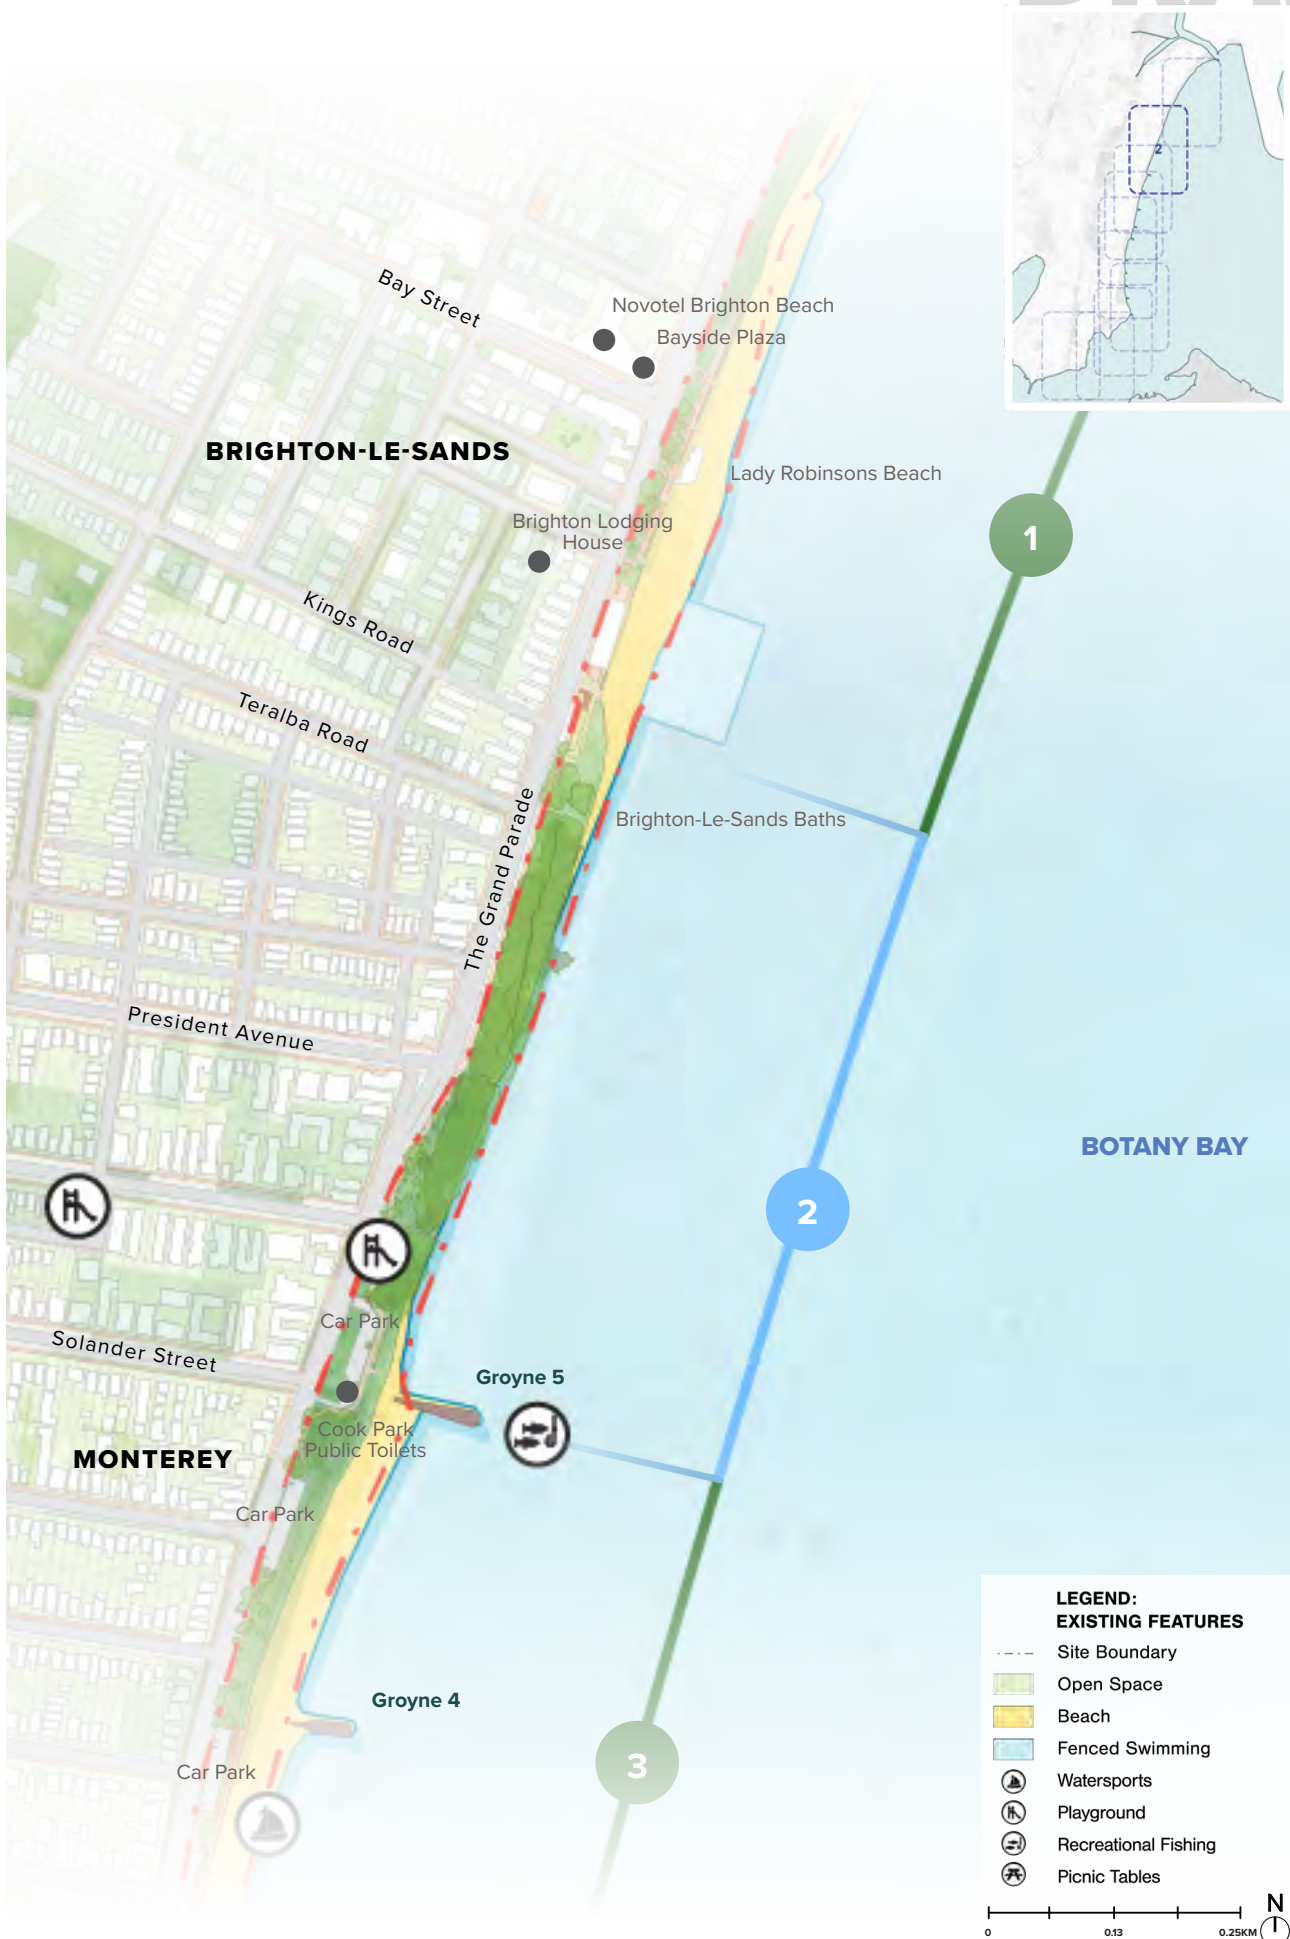 2
Bay Street
Novotel Brighton Beach
Bayside Plaza
BRIGHTON-LE-SANDS
Lady Robinsons Beach
Brighton Lodging
House
1
Kings Road
Teralba Road
The Grand Parade
Brighton-Le-Sands Baths
President Avenue
BOTANY BAY
2
Car Park
Solander Street
Groyne 5
Cook Park
Public Toilets
MONTEREY
Car Park
Groyne 4
3
Car Park
LEGEND:
EXISTING FEATURES
Site Boundary
Open Space
Beach
Fenced Swimming
Watersports
Playground
Recreational Fishing
Picnic Tables
N
0 0.13 0.25KM